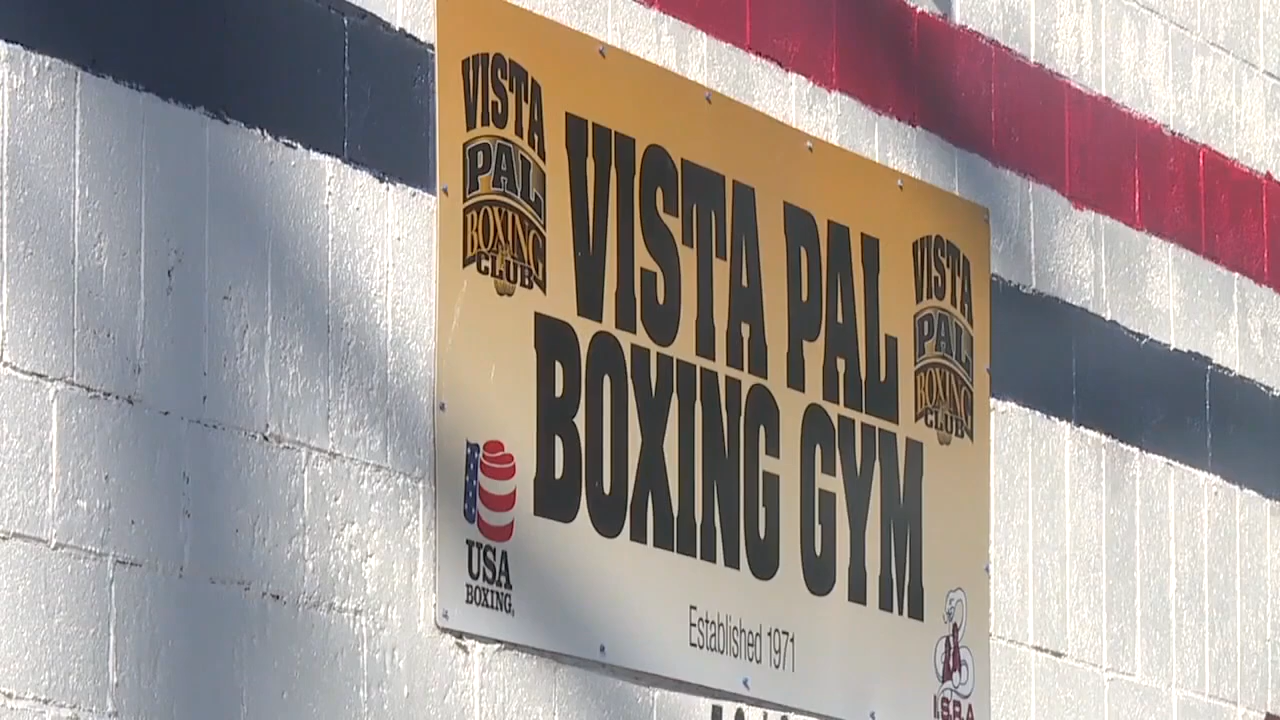 VISTA
PAL
BOXING
CLUB
VISTA PAL
BOXING GYM
VISTA
PAL
BOXING
CLUB
USA
BOXING
Established 1971
I.S.B.A